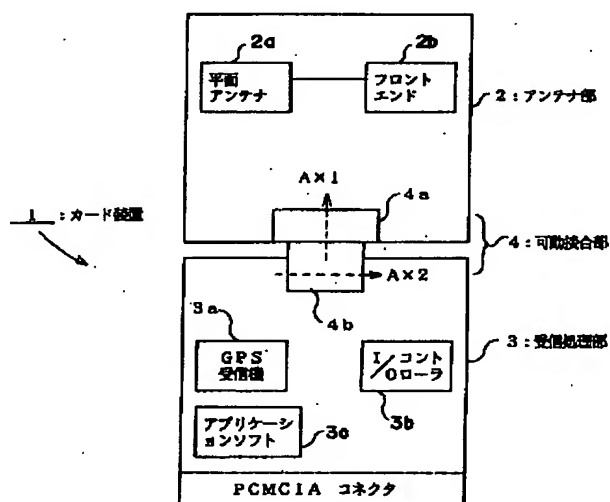 2a
2b
平面
アンテナ
フロント
エンド
2:アンテナ部
A×1
4a
1:カード装置
4:可動接合部
A×2
4b
3a
GPS
受信機
I/Oコント
ローラ
3:受信処理部
3b
アプリケーシ
ョンソフト
3c
PCMCIA コネクタ